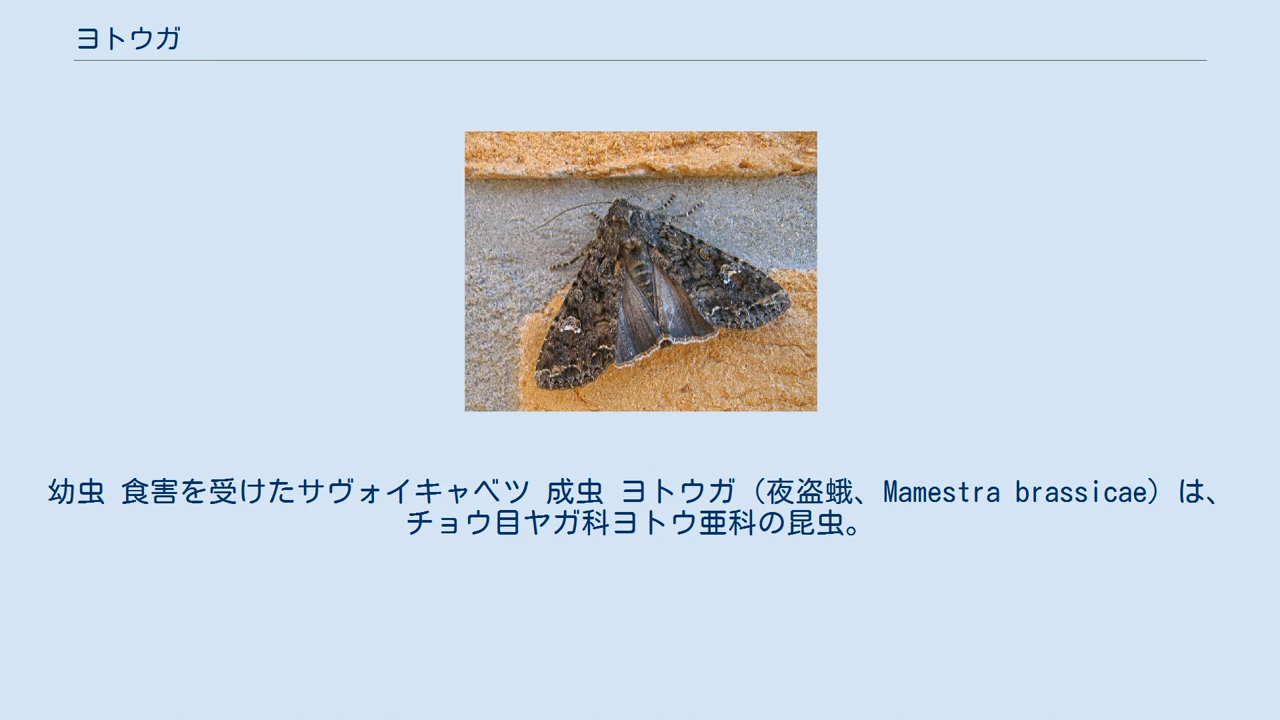 ヨトウガ
幼虫 食害を受けたサヴォイキャベツ 成虫 ヨトウガ（夜盗蛾、Mamestra brassicae）は、
チョウ目ヤガ科ヨトウ亜科の昆虫。